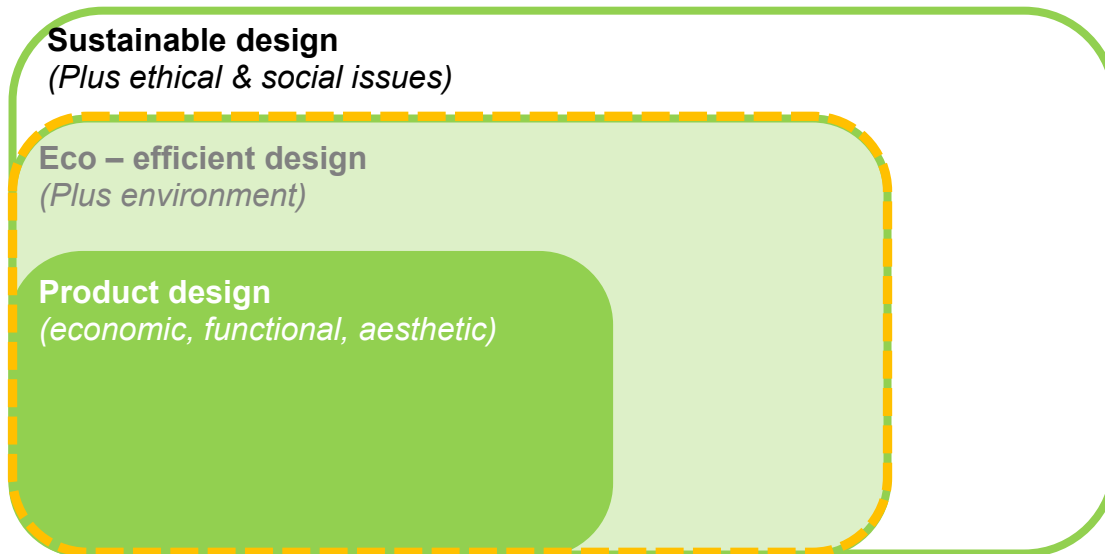 Sustainable design
(Plus ethical & social issues)
Eco – efficient design
(Plus environment)
Product design
(economic, functional, aesthetic)